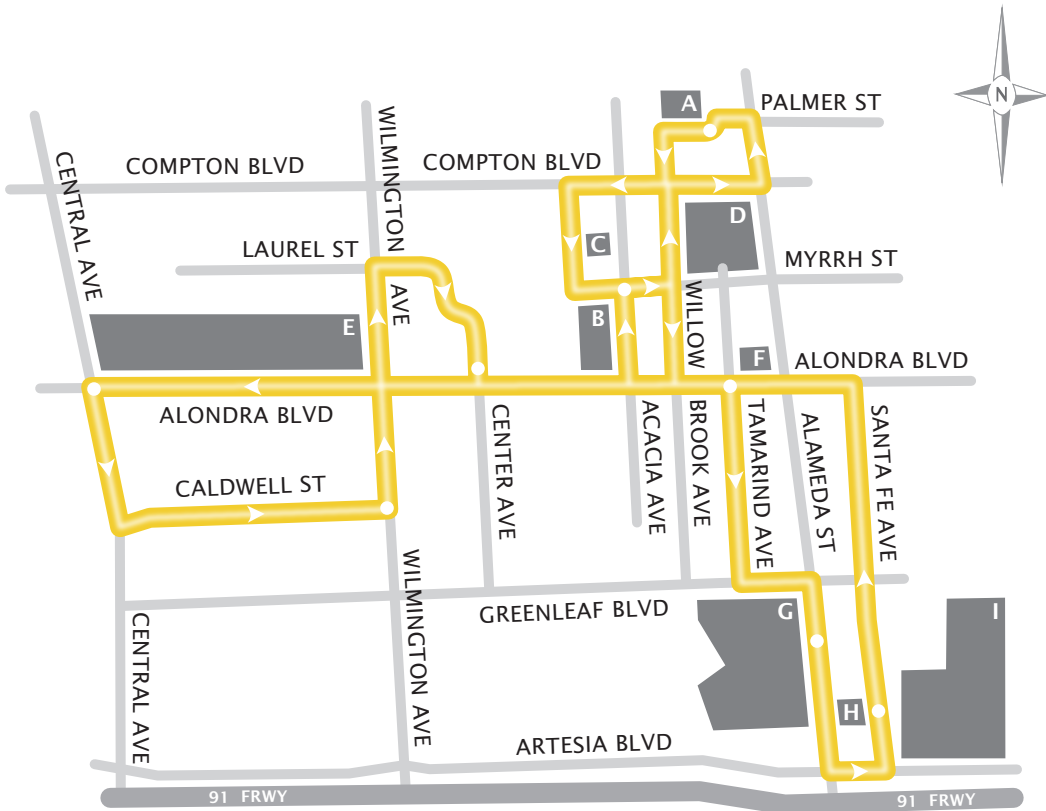 N
A
PALMER ST
WILMINGTON AVE
COMPTON BLVD
COMPTON BLVD
CENTRAL AVE
D
C
LAUREL ST
MYRRH ST
WILLOW
E
B
F
ALONDRA BLVD
ALONDRA BLVD
CENTER AVE
ACACIA AVE
BROOK AVE
TAMARIND AVE
ALAMEDA ST
SANTA FE AVE
CALDWELL ST
WILMINGTON AVE
GREENLEAF BLVD
G
I
CENTRAL AVE
H
ARTESIA BLVD
91 FRWY
91 FRWY